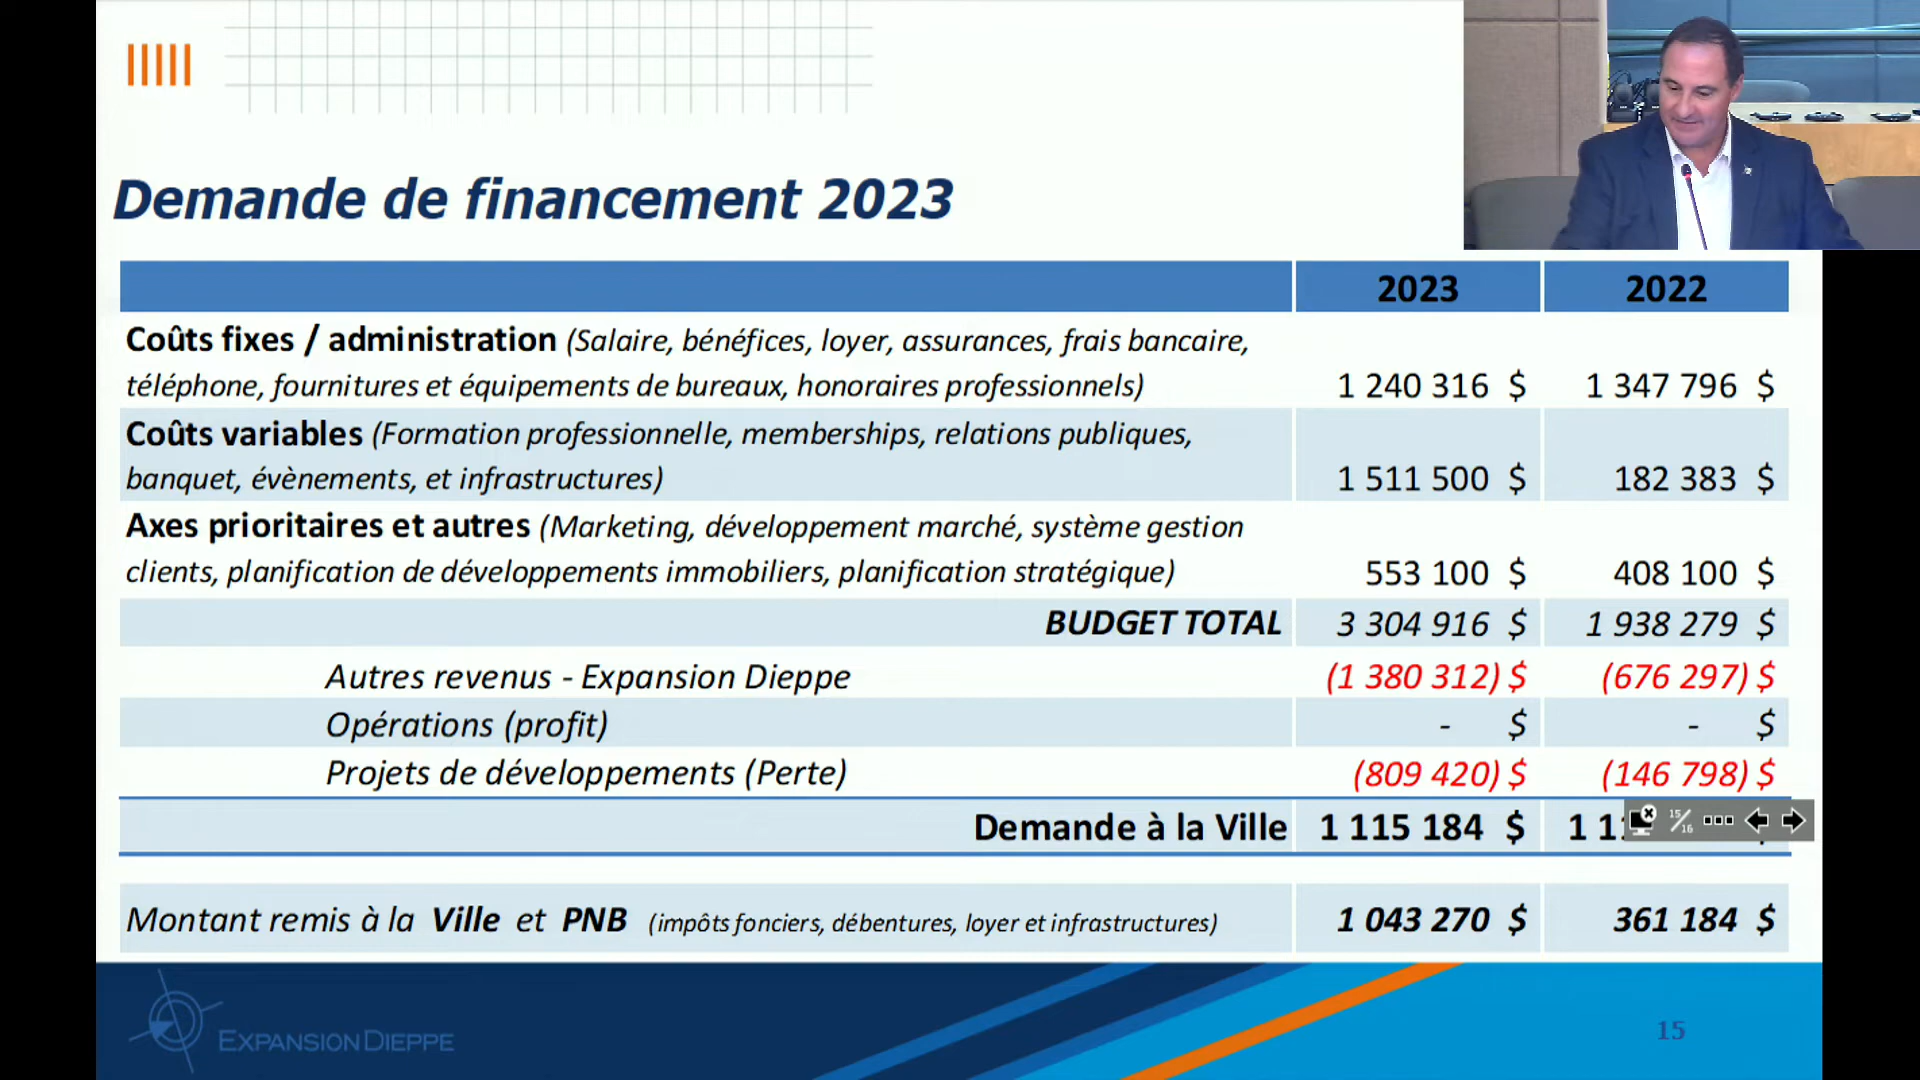 Demande de financement 2023
2023 2022
Coûts fixes / administration (Salaire, bénéfices, loyer, assurances, frais bancaire,
téléphone, fournitures et équipements de bureaux, honoraires professionnels) 1 240 316 $ 1 347 796 $
Coûts variables (Formation professionnelle, memberships, relations publiques,
banquet, évènements, et infrastructures) 1 511 500 $ 182 383 $
Axes prioritaires et autres (Marketing, développement marché, système gestion
clients, planification de développements immobiliers, planification stratégique) 553 100 $ 408 100 $
BUDGET TOTAL 3 304 916 $ 1 938 279 $
Autres revenus - Expansion Dieppe (1 380 312) $ (676 297) $
Opérations (profit) - $ - $
Projets de développements (Perte) (809 420) $ (146 798) $
Demande à la Ville 1 115 184 $
15/16
Montant remis à la Ville et PNB (impôts fonciers, débentures, loyer et infrastructures) 1 043 270 $ 361 184 $
EXPANSION DIEPPE
15